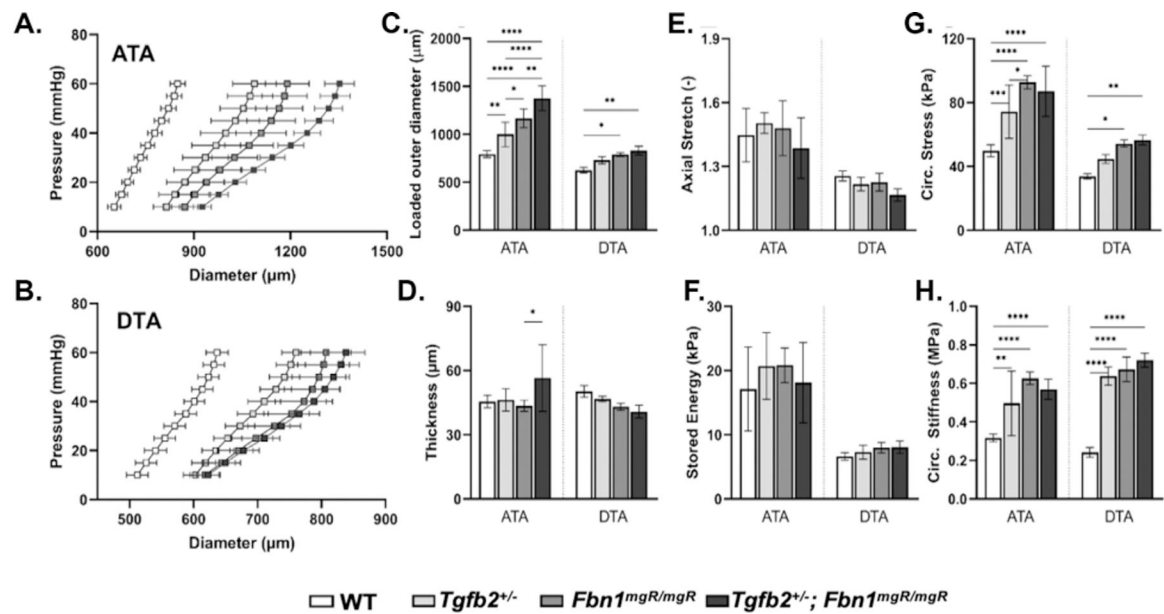 A.
ATA
Pressure (mmHg)
80
60
40
20
0
600 900 1200 1500
Diameter (µm)
B.
DTA
Pressure (mmHg)
80
60
40
20
0
500 600 700 800 900
Diameter (µm)
C.
Loaded outer diameter (µm)
2000
1500
1000
500
0
****
****
**** **
** *
**
*
ATA DTA
D.
Thickness (µm)
90
60
30
0
*
ATA DTA
E.
Axial Stretch (-)
1.9
1.6
1.3
1.0
ATA DTA
F.
Stored Energy (kPa)
30
20
10
0
ATA DTA
G.
Circ. Stress (kPa)
120
80
40
0
****
****
*
***
**
*
ATA DTA
H.
Circ. Stiffness (MPa)
1.0
0.8
0.6
0.4
0.2
0.0
****
****
**
****
****
****
ATA DTA
WT Tgfb2+/- Fbn1mgR/mgR Tgfb2+/-; Fbn1mgR/mgR